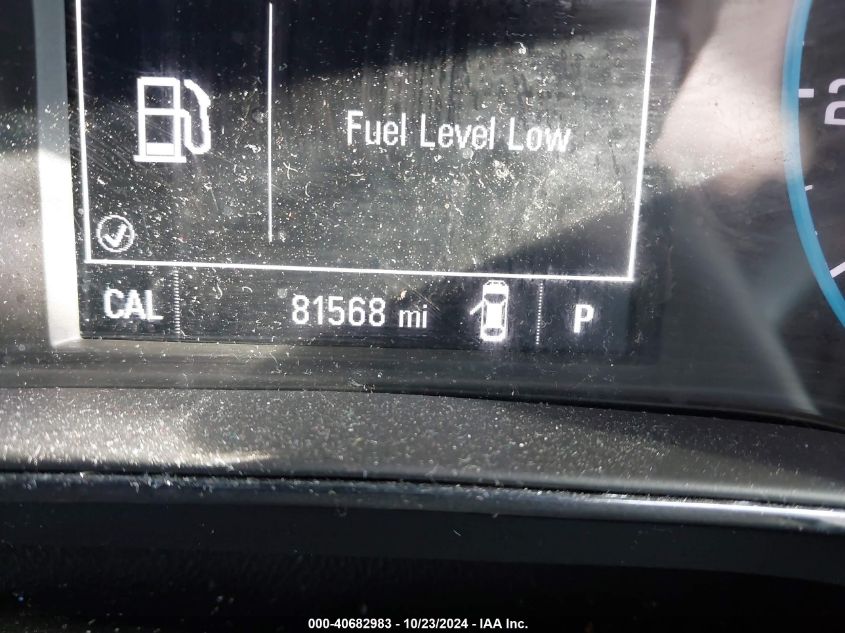 Fuel Level Low
CAL 81568 mi P
000-40682983 - 10/23/2024 - IAA Inc.